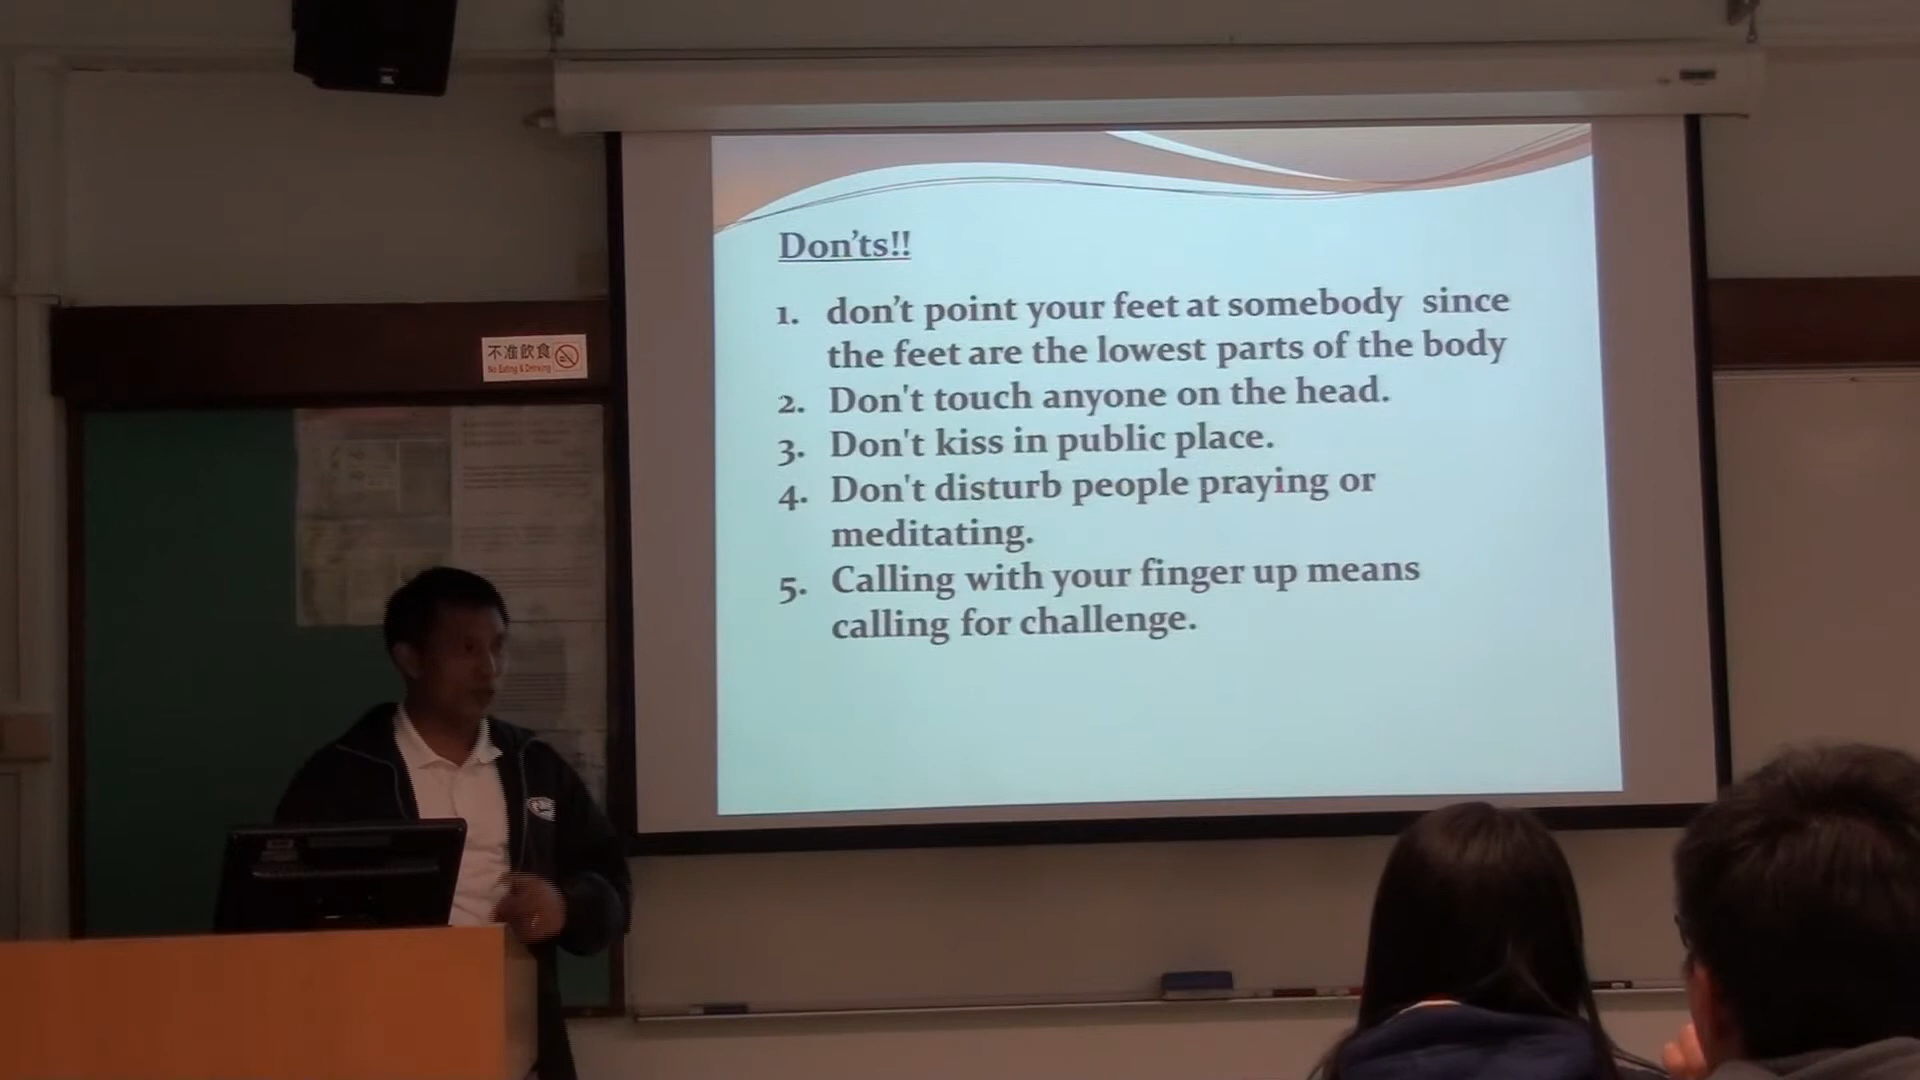 Don'ts!!
1. don't point your feet at somebody since
the feet are the lowest parts of the body
2. Don't touch anyone on the head.
3. Don't kiss in public place.
4. Don't disturb people praying or
meditating.
5. Calling with your finger up means
calling for challenge.
不准飲食
No Eating & Drinking